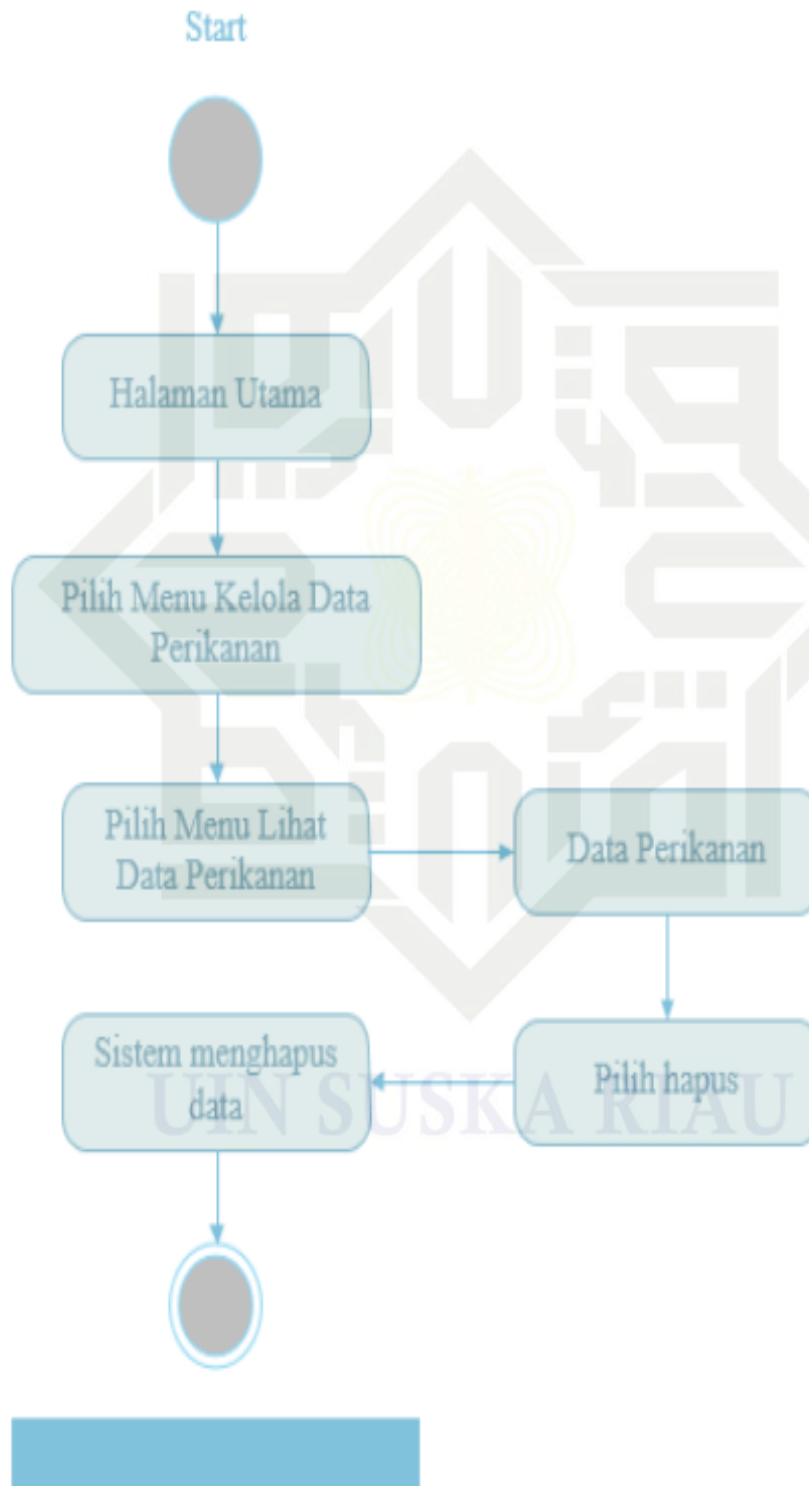 Start
Halaman Utama
Pilih Menu Kelola Data
Perikanan
Pilih Menu Lihat
Data Perikanan
Data Perikanan
Pilih hapus
Sistem menghapus
data
UIN SUSKA RIAU